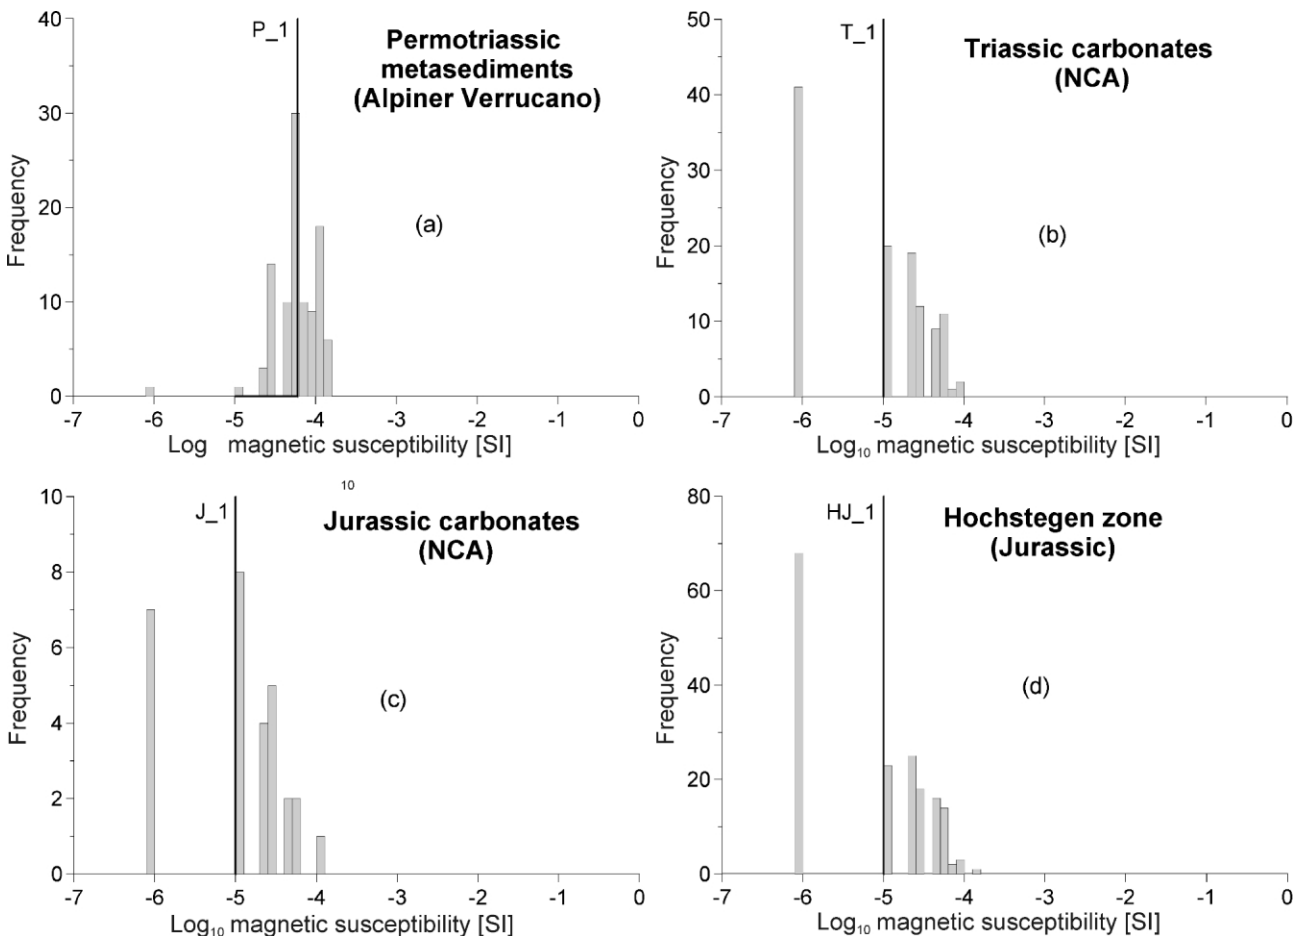 40
30
20
10
0
Frequency
P_1
Permotriassic
metasediments
(Alpiner Verrucano)
(a)
-7 -6 -5 -4 -3 -2 -1 0
Log magnetic susceptibility [SI]
10
50
40
30
20
10
0
Frequency
T_1
Triassic carbonates
(NCA)
(b)
-7 -6 -5 -4 -3 -2 -1 0
Log10 magnetic susceptibility [SI]
10
8
6
4
2
0
Frequency
J_1
Jurassic carbonates
(NCA)
(c)
-7 -6 -5 -4 -3 -2 -1 0
Log10 magnetic susceptibility [SI]
80
60
40
20
0
Frequency
HJ_1
Hochstegen zone
(Jurassic)
(d)
-7 -6 -5 -4 -3 -2 -1 0
Log10 magnetic susceptibility [SI]